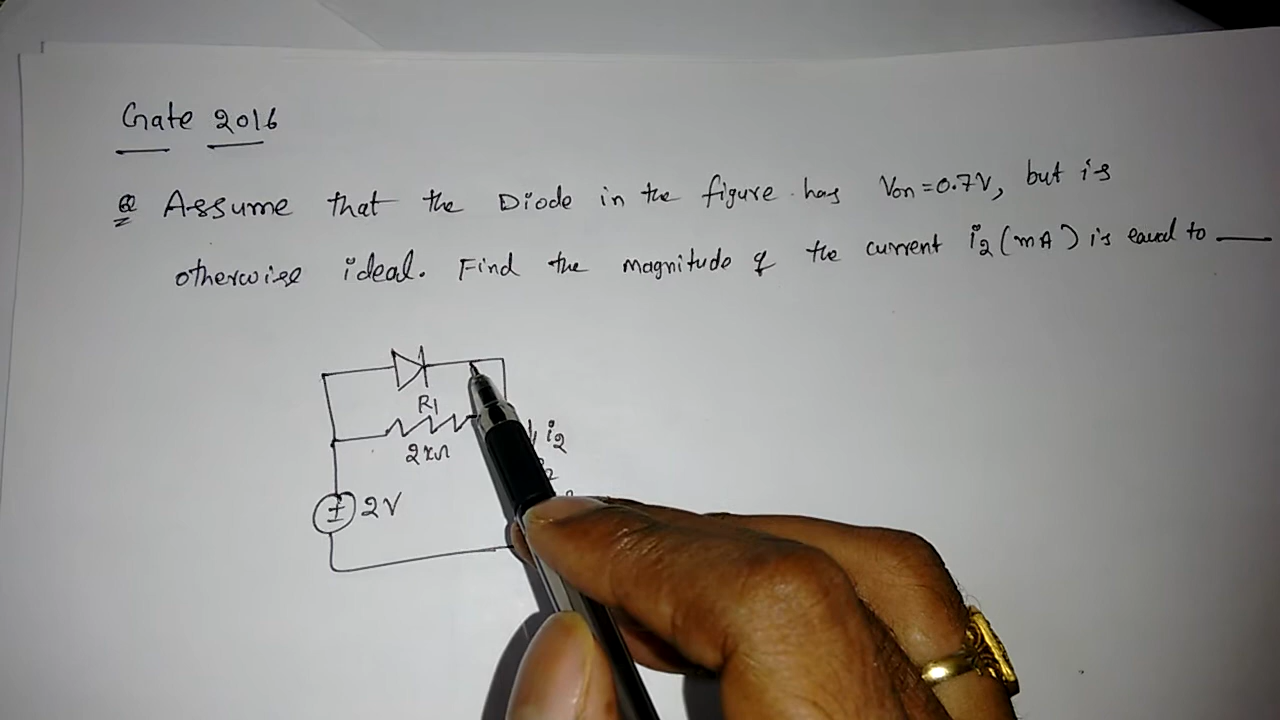 Gate 2016
Q Assume that the Diode in the figure has Von=0.7V, but is
otherwise ideal. Find the magnitude of the current i2(mA) is equal to ___
R1
2kΩ
i2
2V